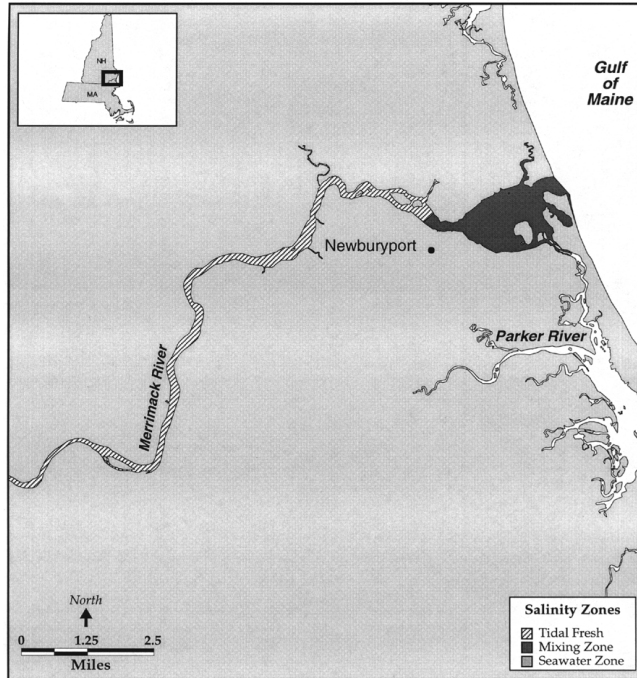 NH
MA
Gulf
of
Maine
Newburyport
Parker River
Merrimack River
North
0 1.25 2.5
Miles
Salinity Zones
Tidal Fresh
Mixing Zone
Seawater Zone